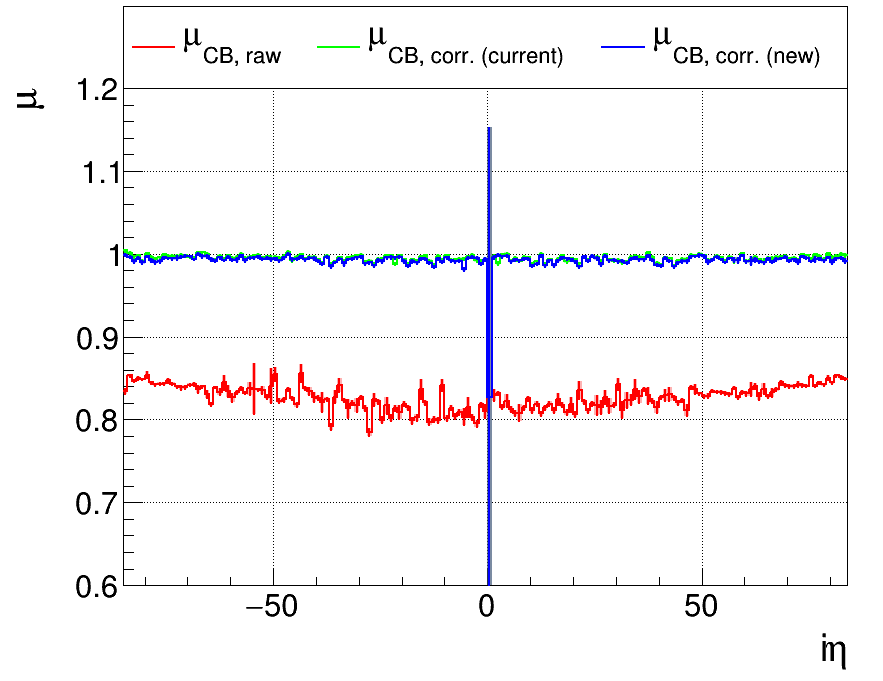 μCB, raw μCB, corr. (current) μCB, corr. (new)
μ
1.2
1.1
1
0.9
0.8
0.7
0.6
−50 0 50
iη